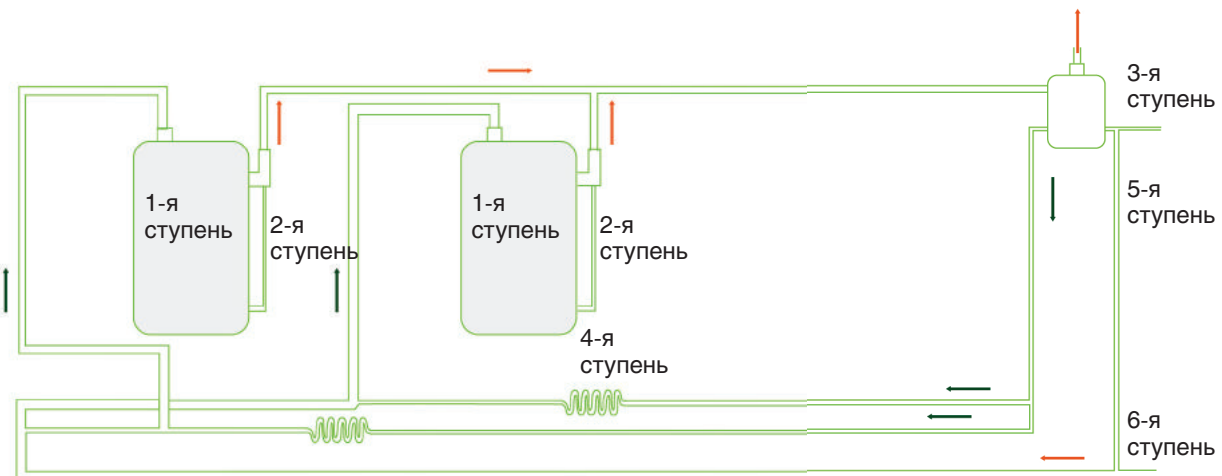 3-я
ступень
1-я
ступень
2-я
ступень
1-я
ступень
2-я
ступень
5-я
ступень
4-я
ступень
6-я
ступень